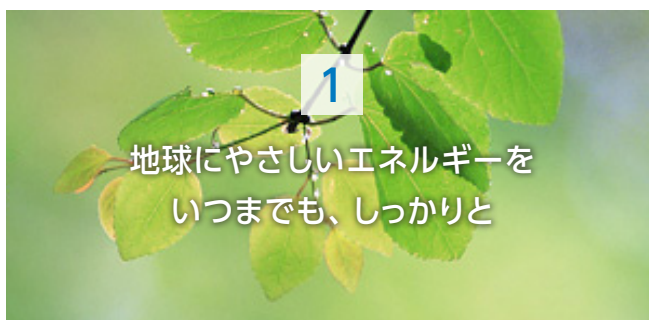 1
地球にやさしいエネルギーを
いつまでも、しっかりと